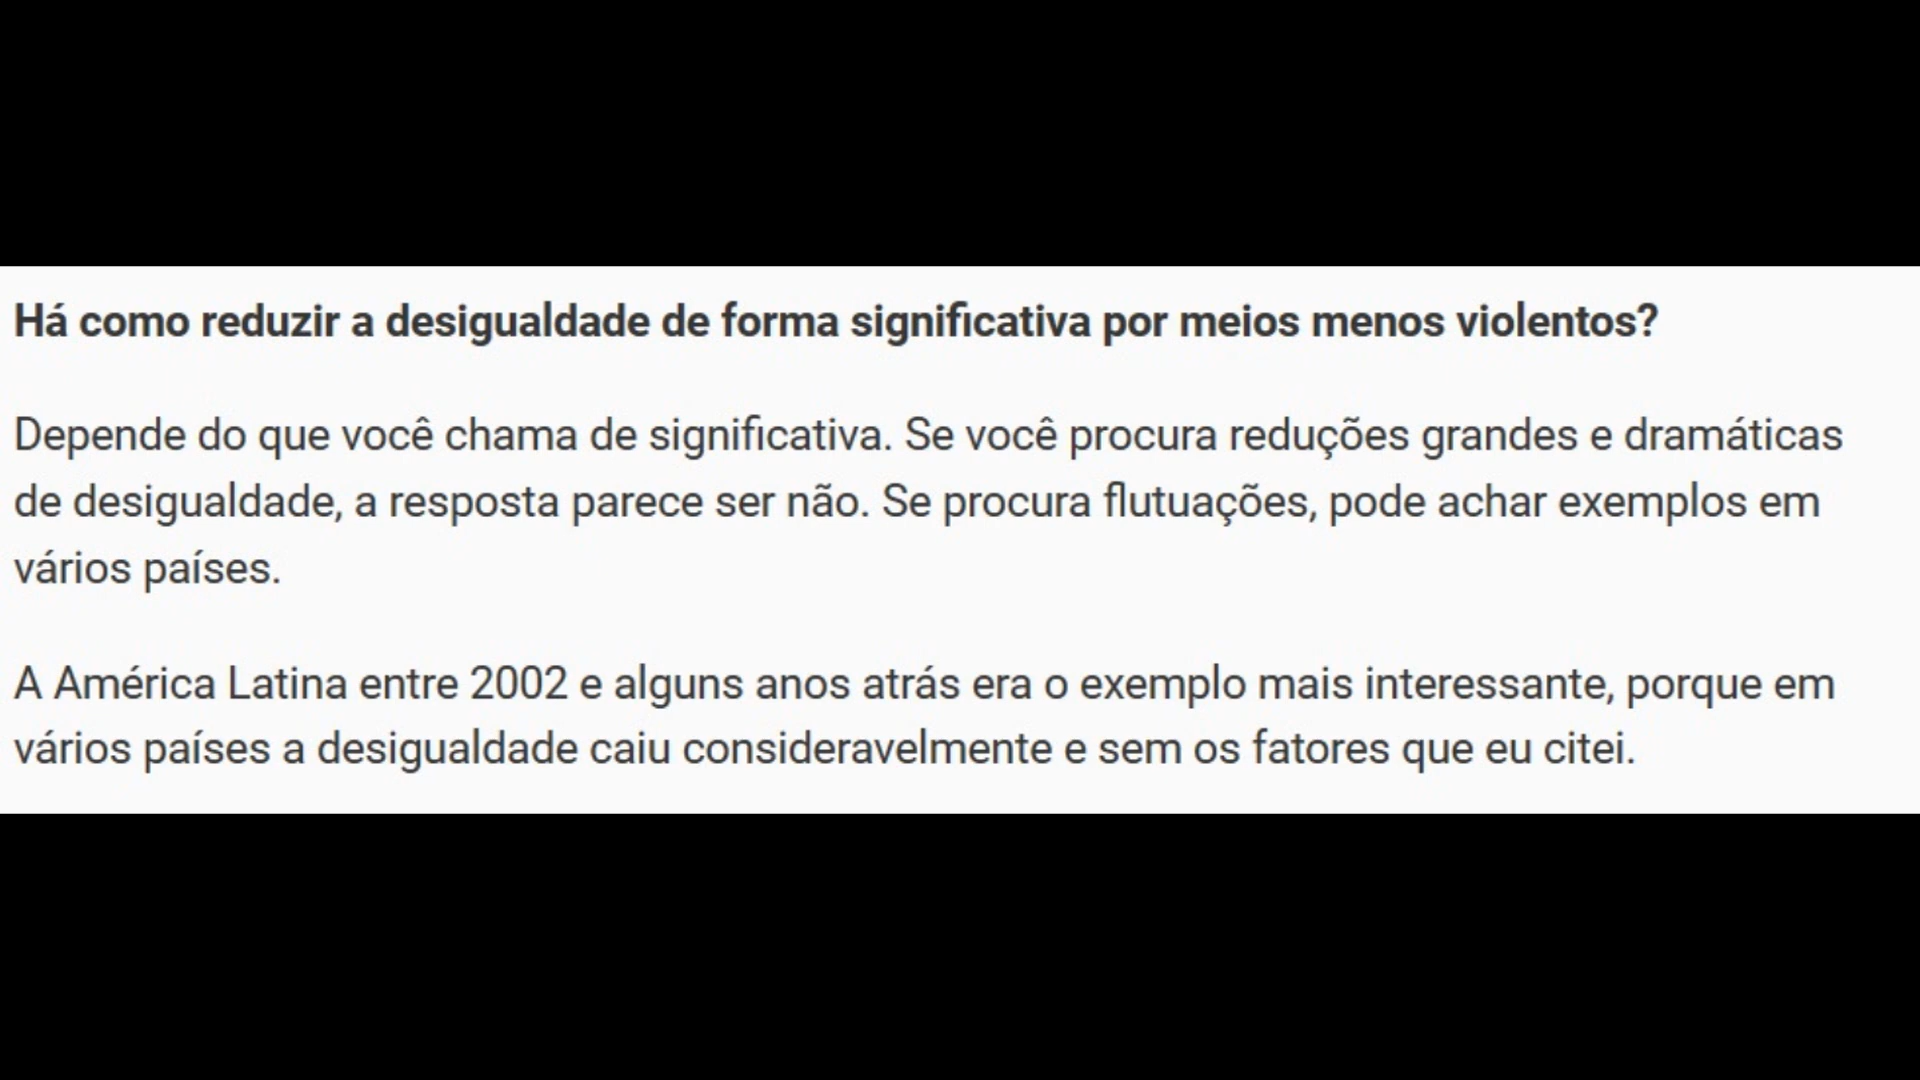 Há como reduzir a desigualdade de forma significativa por meios menos violentos?
Depende do que você chama de significativa. Se você procura reduções grandes e dramáticas
de desigualdade, a resposta parece ser não. Se procura flutuações, pode achar exemplos em
vários países.
A América Latina entre 2002 e alguns anos atrás era o exemplo mais interessante, porque em
vários países a desigualdade caiu consideravelmente e sem os fatores que eu citei.